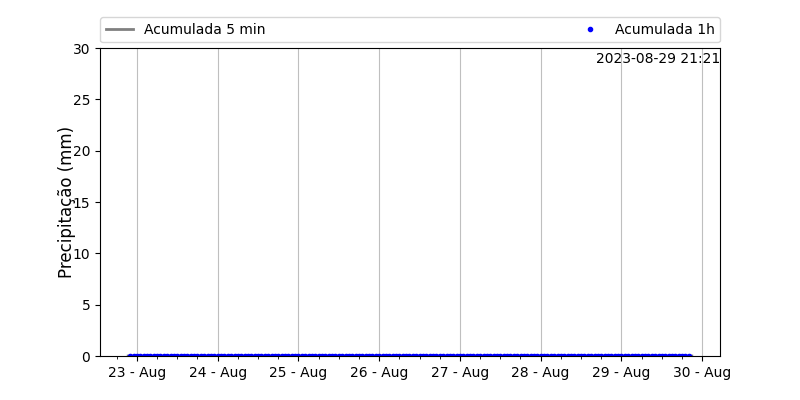 Acumulada 5 min
Acumulada 1h
2023-08-29 21:21
Precipitação (mm)
30
25
20
15
10
5
0
23 - Aug
24 - Aug
25 - Aug
26 - Aug
27 - Aug
28 - Aug
29 - Aug
30 - Aug